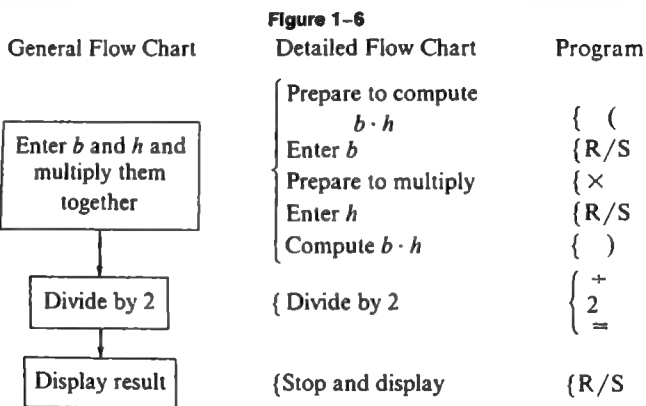 Figure 1–6
General Flow Chart
Detailed Flow Chart
Program
Enter b and h and
multiply them
together
Divide by 2
Display result
Prepare to compute
b · h
Enter b
Prepare to multiply
Enter h
Compute b · h
{ Divide by 2
{Stop and display
{ (
{R/S
{ ×
{R/S
{ )
÷
2
=
{R/S